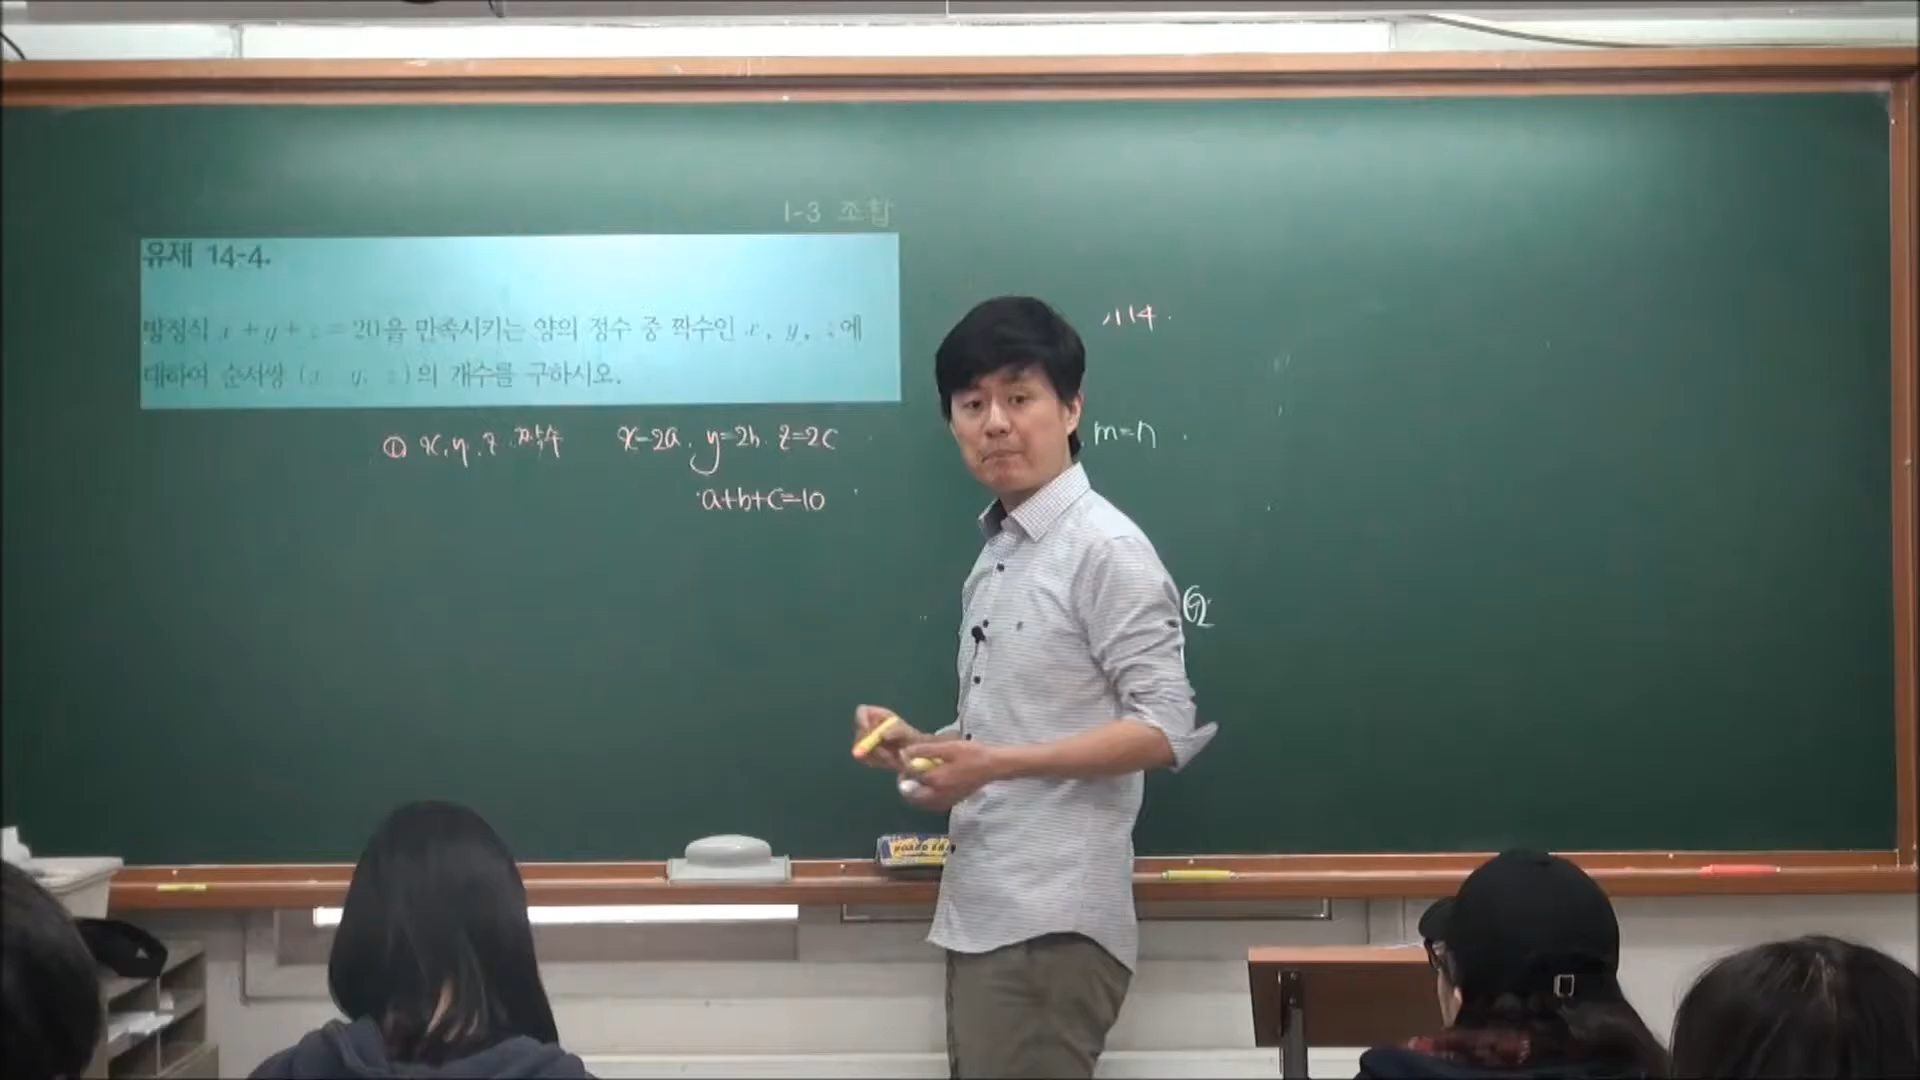 1-3 조합
유제 14-4.
방정식 x + y + z = 20을 만족시키는 양의 정수 중 짝수인 x, y, z에
대하여 순서쌍 (x, y, z)의 개수를 구하시오.
① x, y, z 짝수 x=2a, y=2b, z=2c
a+b+c=10
114.
m=n